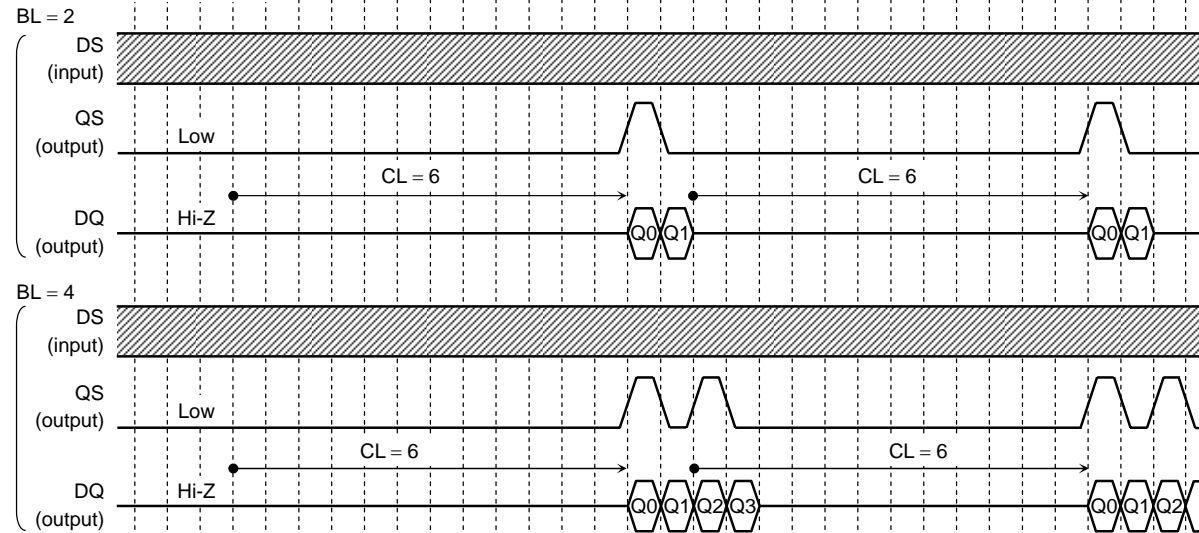 BL = 2
DS
(input)
QS
(output)
Low
CL = 6
CL = 6
DQ
(output)
Hi-Z
Q0
Q1
Q0
Q1
BL = 4
DS
(input)
QS
(output)
Low
CL = 6
CL = 6
DQ
(output)
Hi-Z
Q0
Q1
Q2
Q3
Q0
Q1
Q2